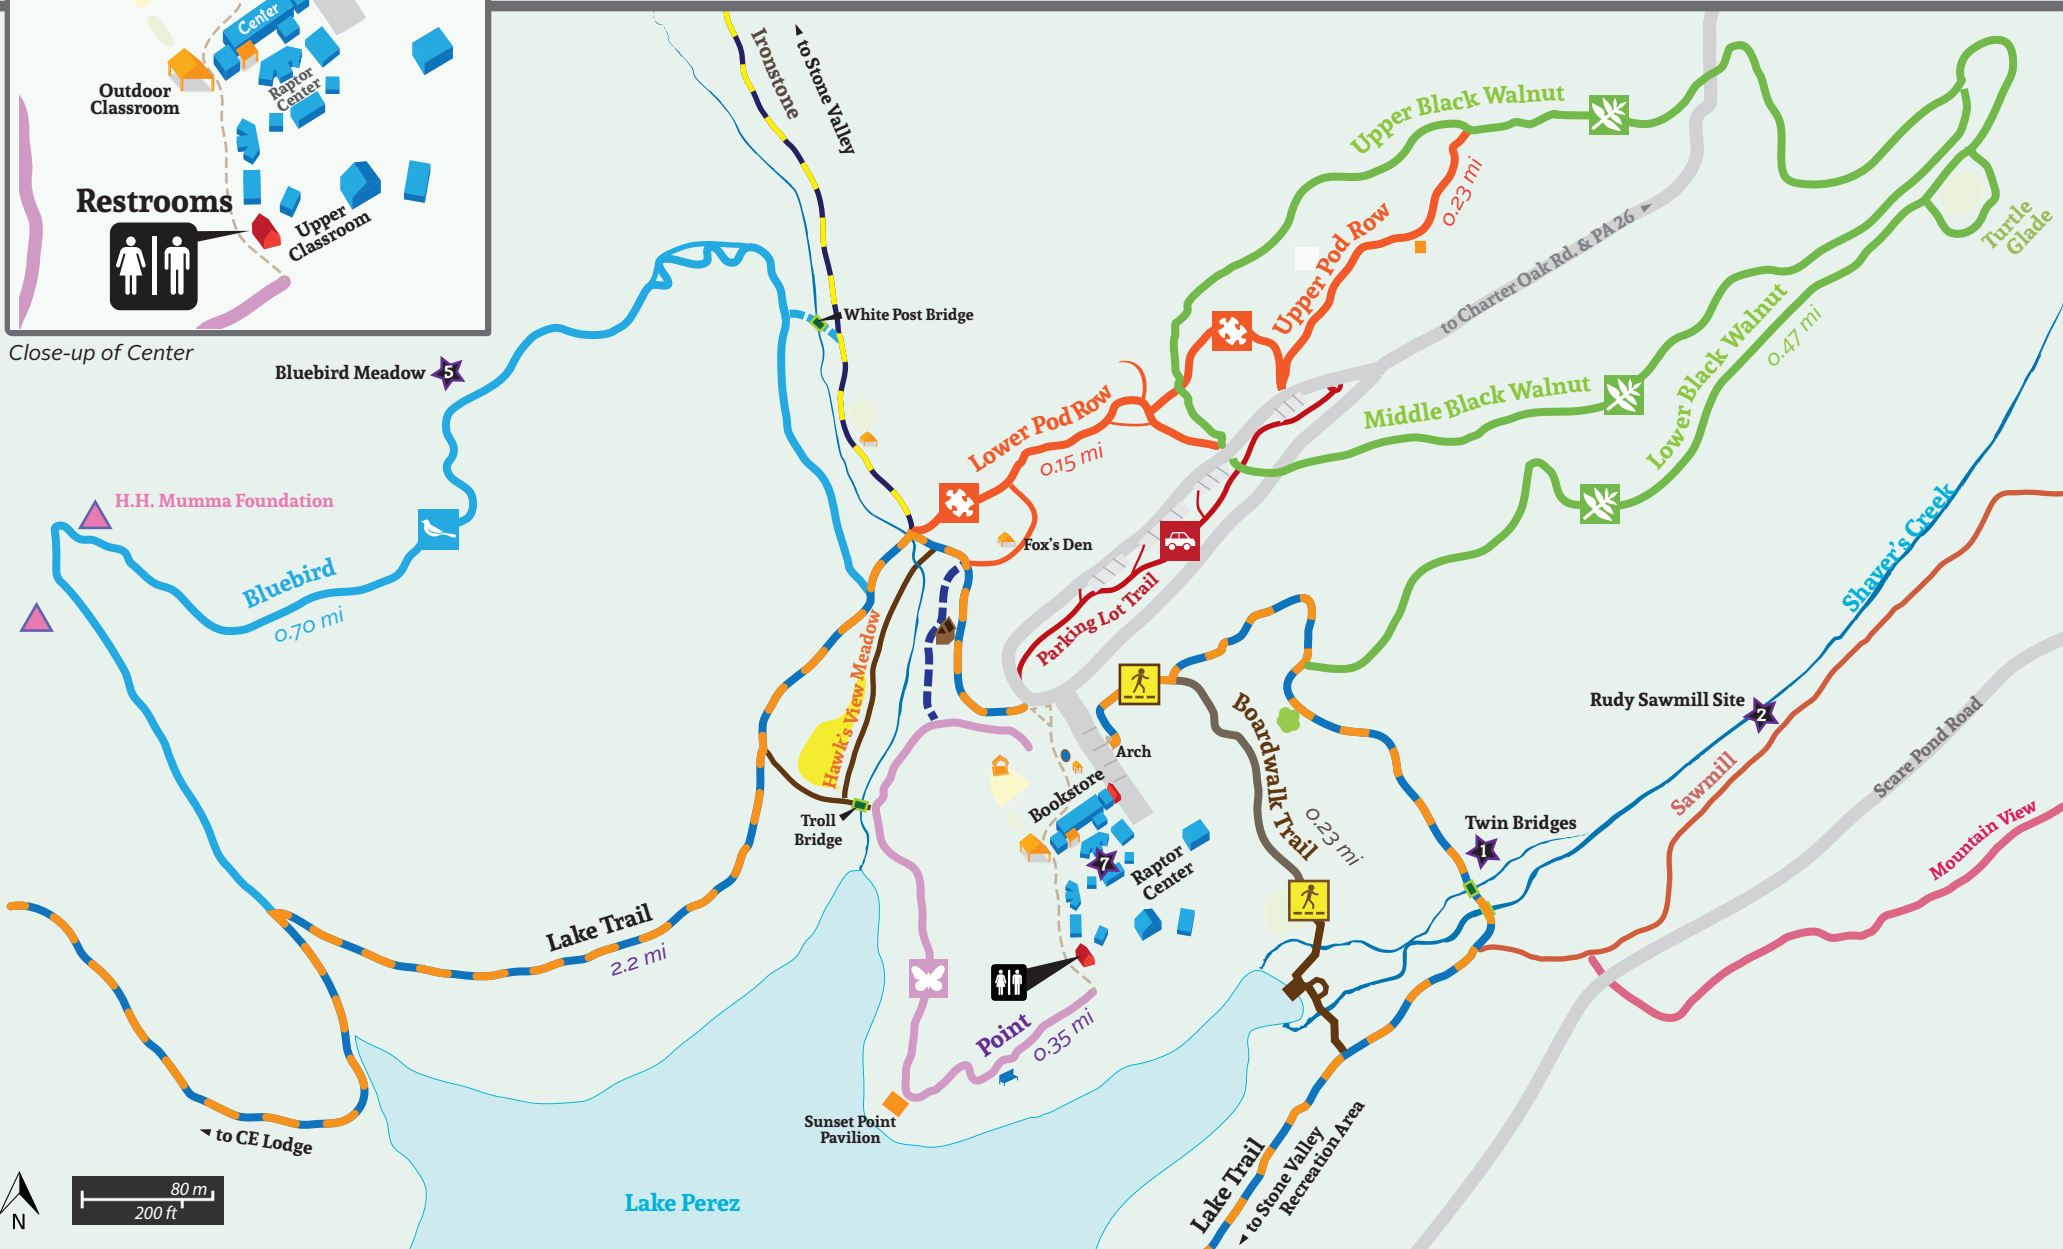 Center
Outdoor
Classroom
Raptor
Center
Restrooms
Upper
Classroom
Close-up of Center
Ironstone
to Stone Valley
Upper Black Walnut
0.23 mi
Upper Pod Row
to Charter Oak Rd. & PA 26
Turtle
Glade
White Post Bridge
Bluebird Meadow
5
Lower Pod Row
0.15 mi
Middle Black Walnut
Lower Black Walnut
0.47 mi
H.H. Mumma Foundation
Bluebird
0.70 mi
Fox's Den
Parking Lot Trail
Shaver's Creek
Hawk's View Meadow
Rudy Sawmill Site
2
Sawmill
Scare Pond Road
Mountain View
Boardwalk Trail
0.23 mi
Arch
Bookstore
Twin Bridges
1
Troll
Bridge
7
Raptor
Center
Lake Trail
2.2 mi
Point
0.35 mi
Sunset Point
Pavilion
to CE Lodge
Lake Trail
to Stone Valley
Recreation Area
Lake Perez
N
80 m
200 ft